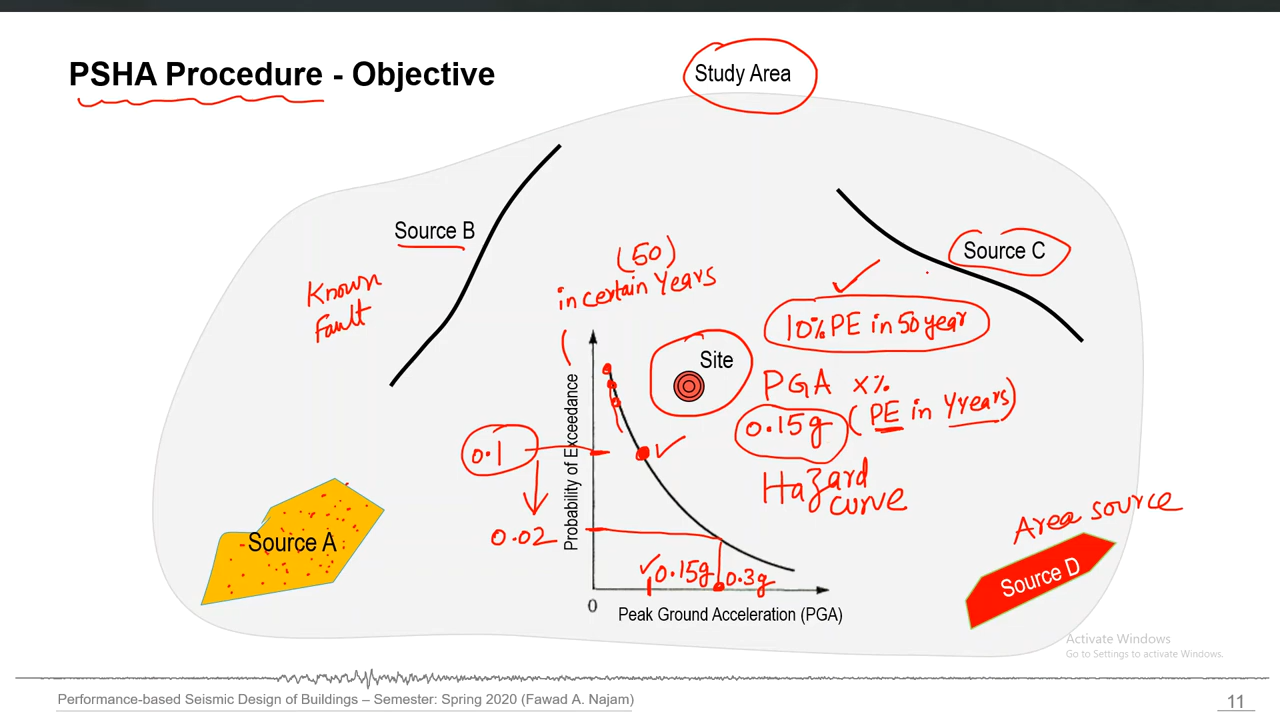 PSHA Procedure - Objective
Study Area
Source B
Source C
Known
Fault
(50)
in certain Years
10% PE in 50 year
Site
PGA X%
0.15g (PE in Y years)
Hazard
curve
Probability of Exceedance
0.1
0.02
0.15g
0.3g
0
Peak Ground Acceleration (PGA)
Source A
Area source
Source D
Activate Windows
Go to Settings to activate Windows.
Performance-based Seismic Design of Buildings – Semester: Spring 2020 (Fawad A. Najam)
11